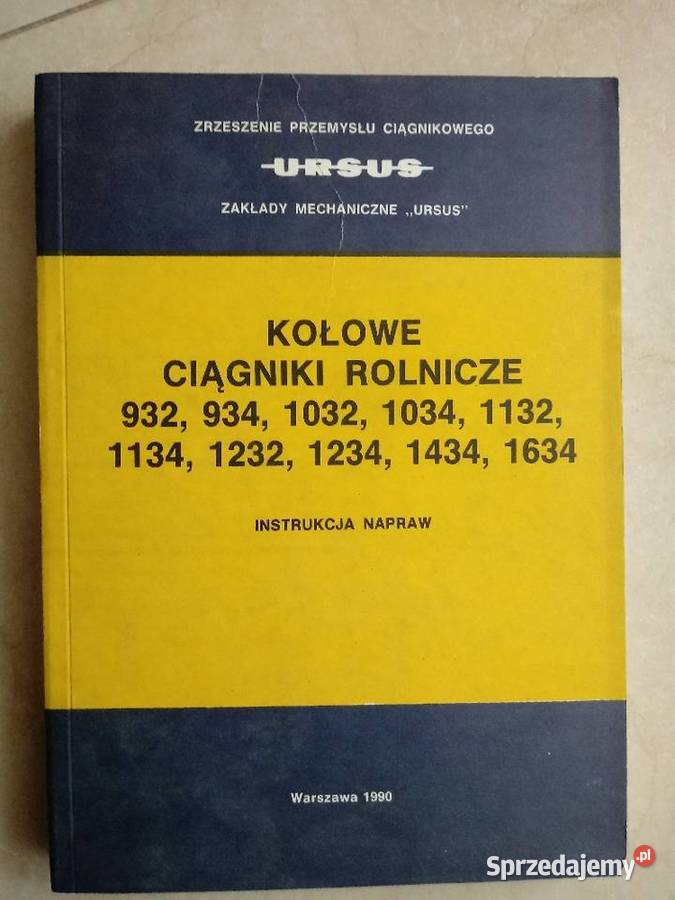 ZRZESZENIE PRZEMYSŁU CIĄGNIKOWEGO
URSUS
ZAKŁADY MECHANICZNE „URSUS"
KOŁOWE
CIĄGNIKI ROLNICZE
932, 934, 1032, 1034, 1132,
1134, 1232, 1234, 1434, 1634
INSTRUKCJA NAPRAW
Warszawa 1990
Sprzedajemy.pl